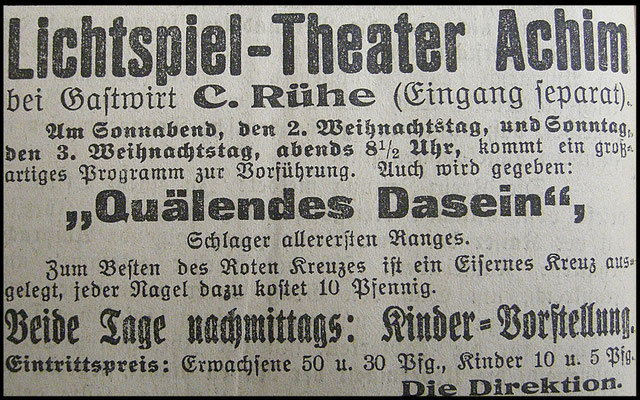 Lichtspiel-Theater Achim
bei Gastwirt C. Rühe (Eingang separat).
Am Sonnabend, den 2. Weihnachtstag, und Sonntag,
den 3. Weihnachtstag, abends 8 1/2 Uhr, kommt ein groß-
artiges Programm zur Vorführung. Auch wird gegeben:
„Quälendes Dasein“,
Schlager allerersten Ranges.
Zum Besten des Roten Kreuzes ist ein Eisernes Kreuz aus-
gelegt, jeder Nagel dazu kostet 10 Pfennig.
Beide Tage nachmittags: Kinder-Vorstellung.
Eintrittspreis: Erwachsene 50 u. 30 Pfg., Kinder 10 u. 5 Pfg.
Die Direktion.